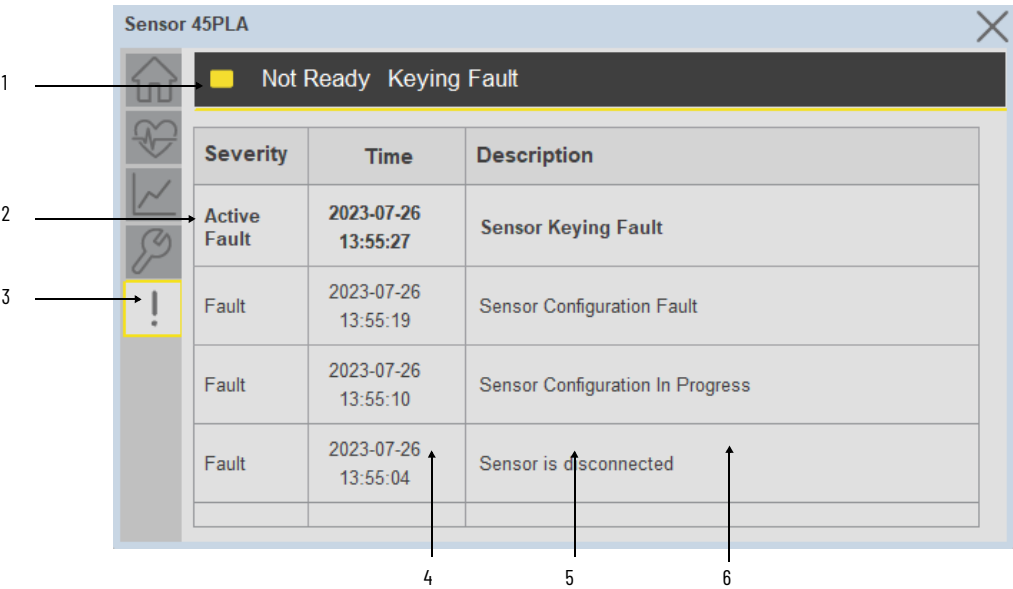 Sensor 45PLA
1
Not Ready Keying Fault
Severity Time Description
2
Active Fault
2023-07-26
13:55:27
Sensor Keying Fault
3
!
Fault
2023-07-26
13:55:19
Sensor Configuration Fault
Fault
2023-07-26
13:55:10
Sensor Configuration In Progress
Fault
2023-07-26
13:55:04
Sensor is disconnected
4 5 6